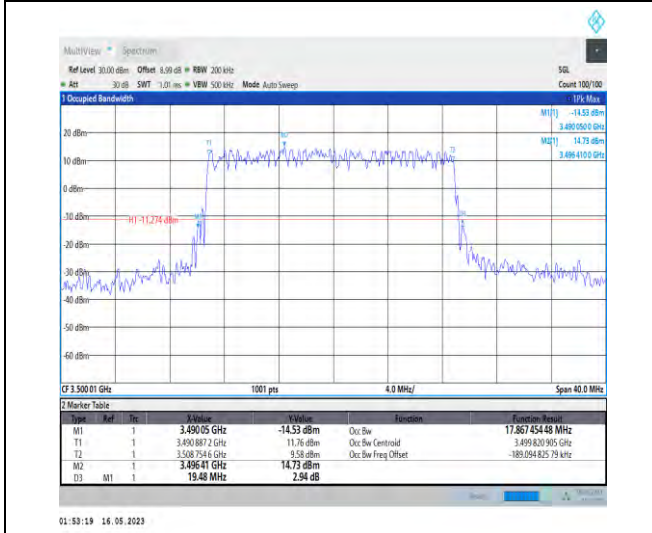 MultiView Spectrum
Ref Level 30.00 dBm Offset 8.99 dB RBW 200 kHz SGL
Att 30 dB SWT 1.01 ms VBW 500 kHz Mode Auto Sweep Count 100/100
1 Occupied Bandwidth 1Pk Max
M1[1] -14.53 dBm
3.490 050 0 GHz
20 dBm M2[1] 14.73 dBm
T1 M2 T2
10 dBm 3.496 410 0 GHz
0 dBm
-10 dBm H1 -11.274 dBm M1 D3
-20 dBm
-30 dBm
-40 dBm
-50 dBm
-60 dBm
CF 3.500 01 GHz 1001 pts 4.0 MHz/ Span 40.0 MHz
2 Marker Table
Type Ref Trc X-Value Y-Value Function Function Result
M1 1 3.490 05 GHz -14.53 dBm Occ Bw 17.867 454 48 MHz
T1 1 3.490 887 2 GHz 11.76 dBm Occ Bw Centroid 3.499 820 905 GHz
T2 1 3.508 754 6 GHz 9.58 dBm Occ Bw Freq Offset -189.094 825 79 kHz
M2 1 3.496 41 GHz 14.73 dBm
D3 M1 1 19.48 MHz 2.94 dB
01:53:19 16.05.2023